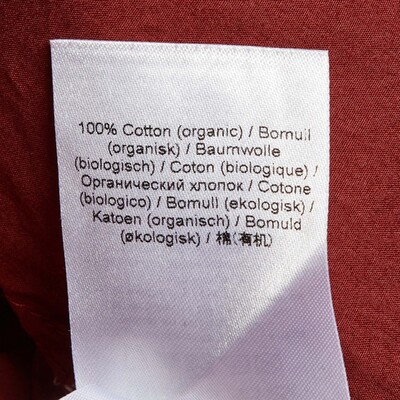 100% Cotton (organic) / Bomull
(organisk) / Baumwolle
(biologisch) / Coton (biologique) /
Органический хлопок / Cotone
(biologico) / Bomull (ekologisk) /
Katoen (organisch) / Bomuld
(økologisk) / 棉(有机)